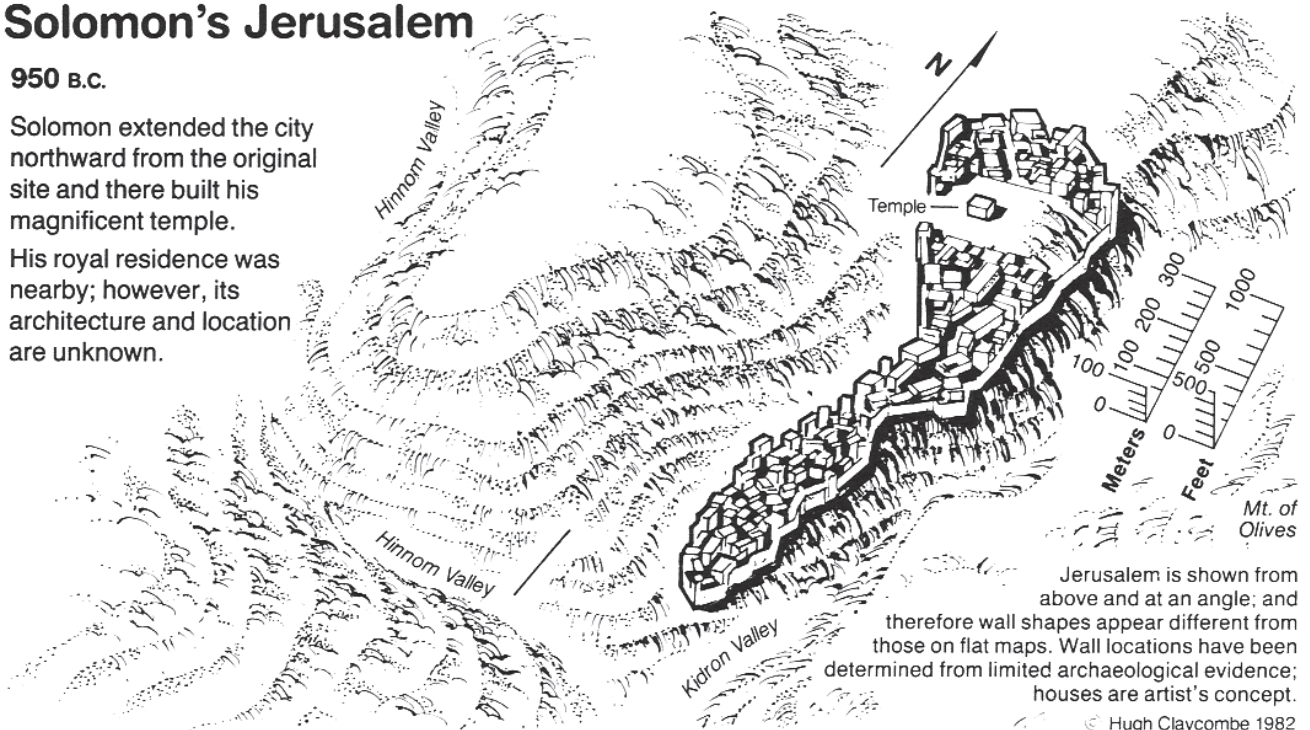 Solomon's Jerusalem
950 B.C.
Solomon extended the city
northward from the original
site and there built his
magnificent temple.
His royal residence was
nearby; however, its
architecture and location
are unknown.
Hinnom Valley
N
Temple
300
200
100
100
0
Meters
1000
500
500
0
Feet
Mt. of
Olives
Hinnom Valley
Kidron Valley
Jerusalem is shown from
above and at an angle; and
therefore wall shapes appear different from
those on flat maps. Wall locations have been
determined from limited archaeological evidence;
houses are artist's concept.
© Hugh Claycombe 1982